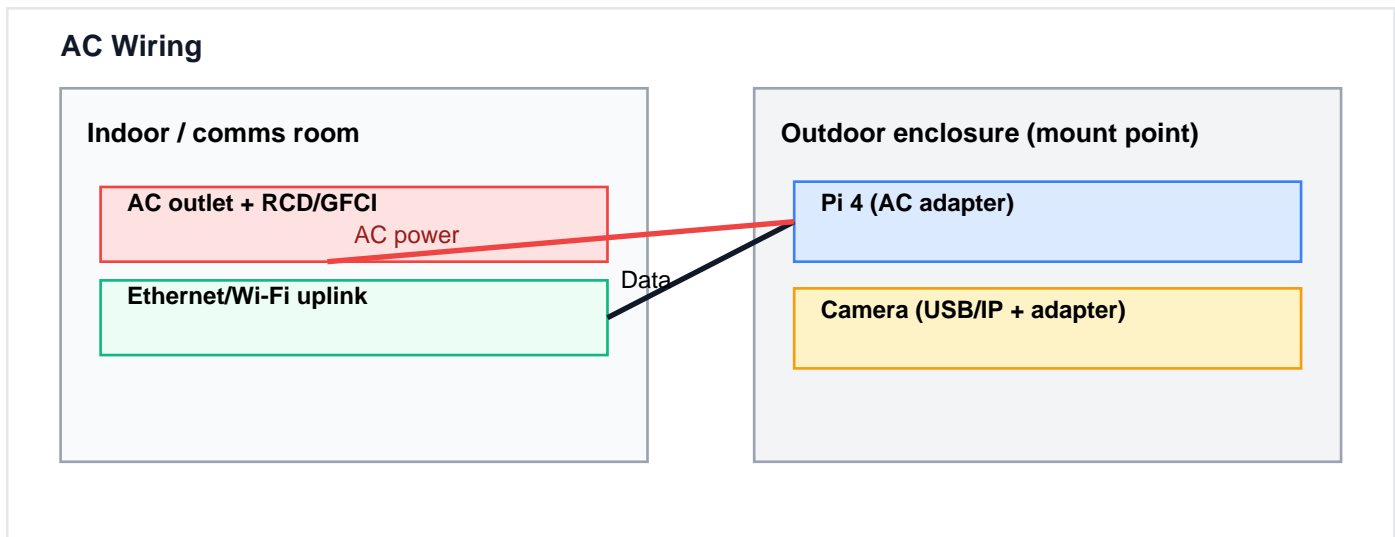 AC Wiring
Indoor / comms room
AC outlet + RCD/GFCI
AC power
Ethernet/Wi-Fi uplink
Data
Outdoor enclosure (mount point)
Pi 4 (AC adapter)
Camera (USB/IP + adapter)